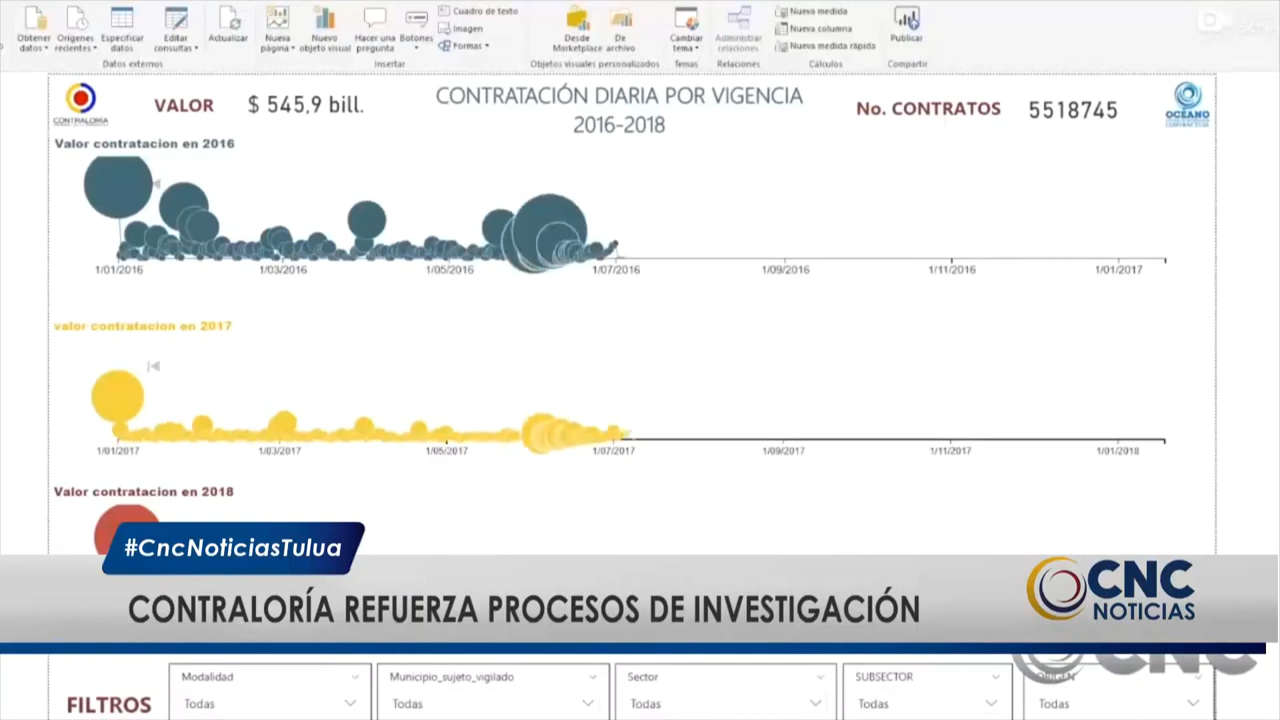 Obtener datos
Orígenes recientes
Especificar datos
Editar consultas
Actualizar
Nueva página
Nuevo objeto visual
Hacer una pregunta
Botones
Cuadro de texto
Imagen
Formas
Desde Marketplace
De archivo
Cambiar tema
Administrar relaciones
Nueva medida
Nueva columna
Nueva medida rápida
Publicar
Datos externos
Insertar
Objetos visuales personalizados
Temas
Relaciones
Cálculos
Compartir
CONTRALORÍA
VALOR $ 545,9 bill.
CONTRATACIÓN DIARIA POR VIGENCIA
2016-2018
No. CONTRATOS 5518745
OCEANO
Valor contratacion en 2016
1/01/2016 1/03/2016 1/05/2016 1/07/2016 1/09/2016 1/11/2016 1/01/2017
valor contratacion en 2017
1/01/2017 1/03/2017 1/05/2017 1/07/2017 1/09/2017 1/11/2017 1/01/2018
Valor contratacion en 2018
#CncNoticiasTulua
CONTRALORÍA REFUERZA PROCESOS DE INVESTIGACIÓN
CNC
NOTICIAS
CNC
FILTROS
Modalidad
Todas
Municipio_sujeto_vigilado
Todas
Sector
Todas
SUBSECTOR
Todas
ORIGEN
Todas